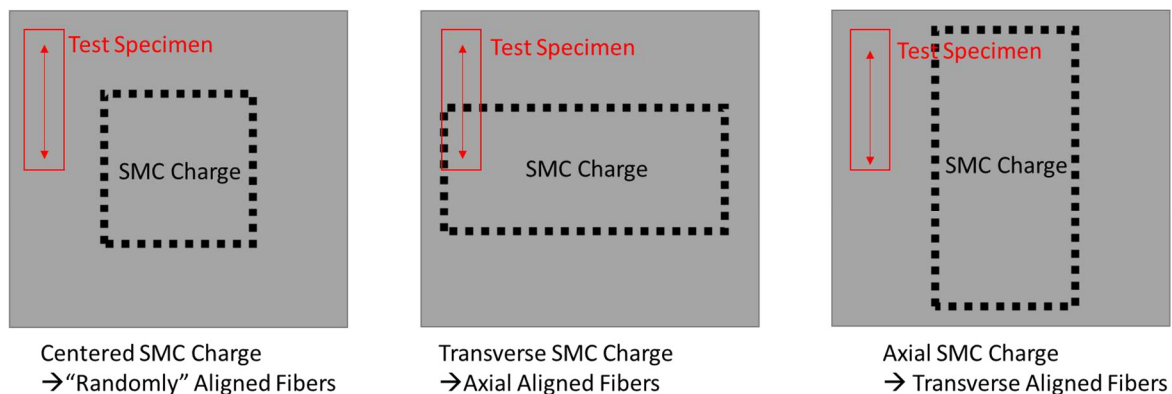 Test Specimen
SMC Charge
Centered SMC Charge
→"Randomly" Aligned Fibers
Test Specimen
SMC Charge
Transverse SMC Charge
→Axial Aligned Fibers
Test Specimen
SMC Charge
Axial SMC Charge
→ Transverse Aligned Fibers